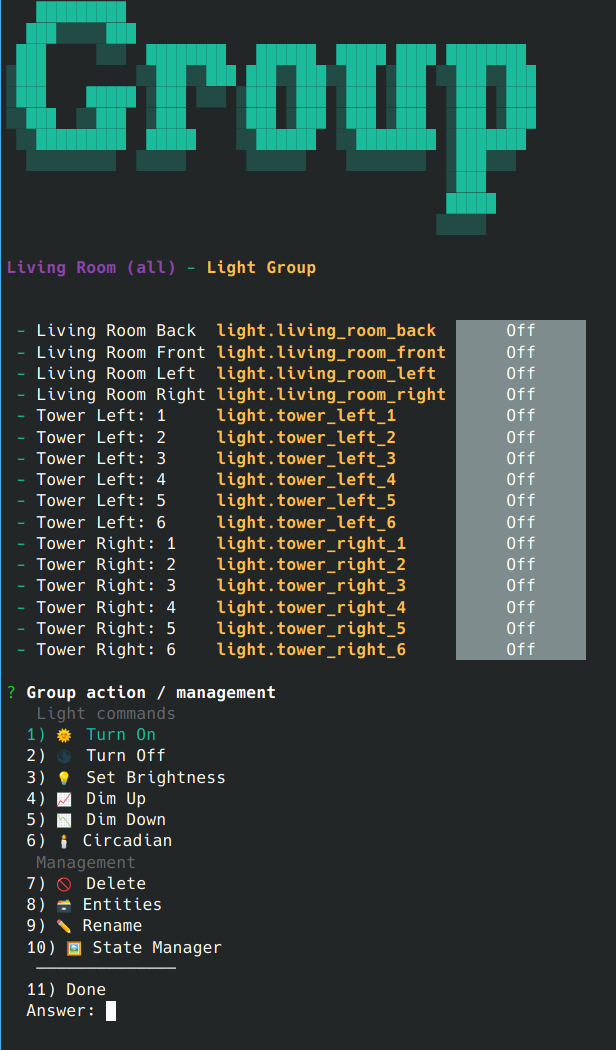 Group
Living Room (all) - Light Group
- Living Room Back light.living_room_back Off
- Living Room Front light.living_room_front Off
- Living Room Left light.living_room_left Off
- Living Room Right light.living_room_right Off
- Tower Left: 1 light.tower_left_1 Off
- Tower Left: 2 light.tower_left_2 Off
- Tower Left: 3 light.tower_left_3 Off
- Tower Left: 4 light.tower_left_4 Off
- Tower Left: 5 light.tower_left_5 Off
- Tower Left: 6 light.tower_left_6 Off
- Tower Right: 1 light.tower_right_1 Off
- Tower Right: 2 light.tower_right_2 Off
- Tower Right: 3 light.tower_right_3 Off
- Tower Right: 4 light.tower_right_4 Off
- Tower Right: 5 light.tower_right_5 Off
- Tower Right: 6 light.tower_right_6 Off
? Group action / management
Light commands
1) 🌞 Turn On
2) 🌑 Turn Off
3) 💡 Set Brightness
4) 📈 Dim Up
5) 📉 Dim Down
6) 🕯 Circadian
Management
7) 🚫 Delete
8) 🗃 Entities
9) ✏ Rename
10) 🖼 State Manager
──────────────
11) Done
Answer: